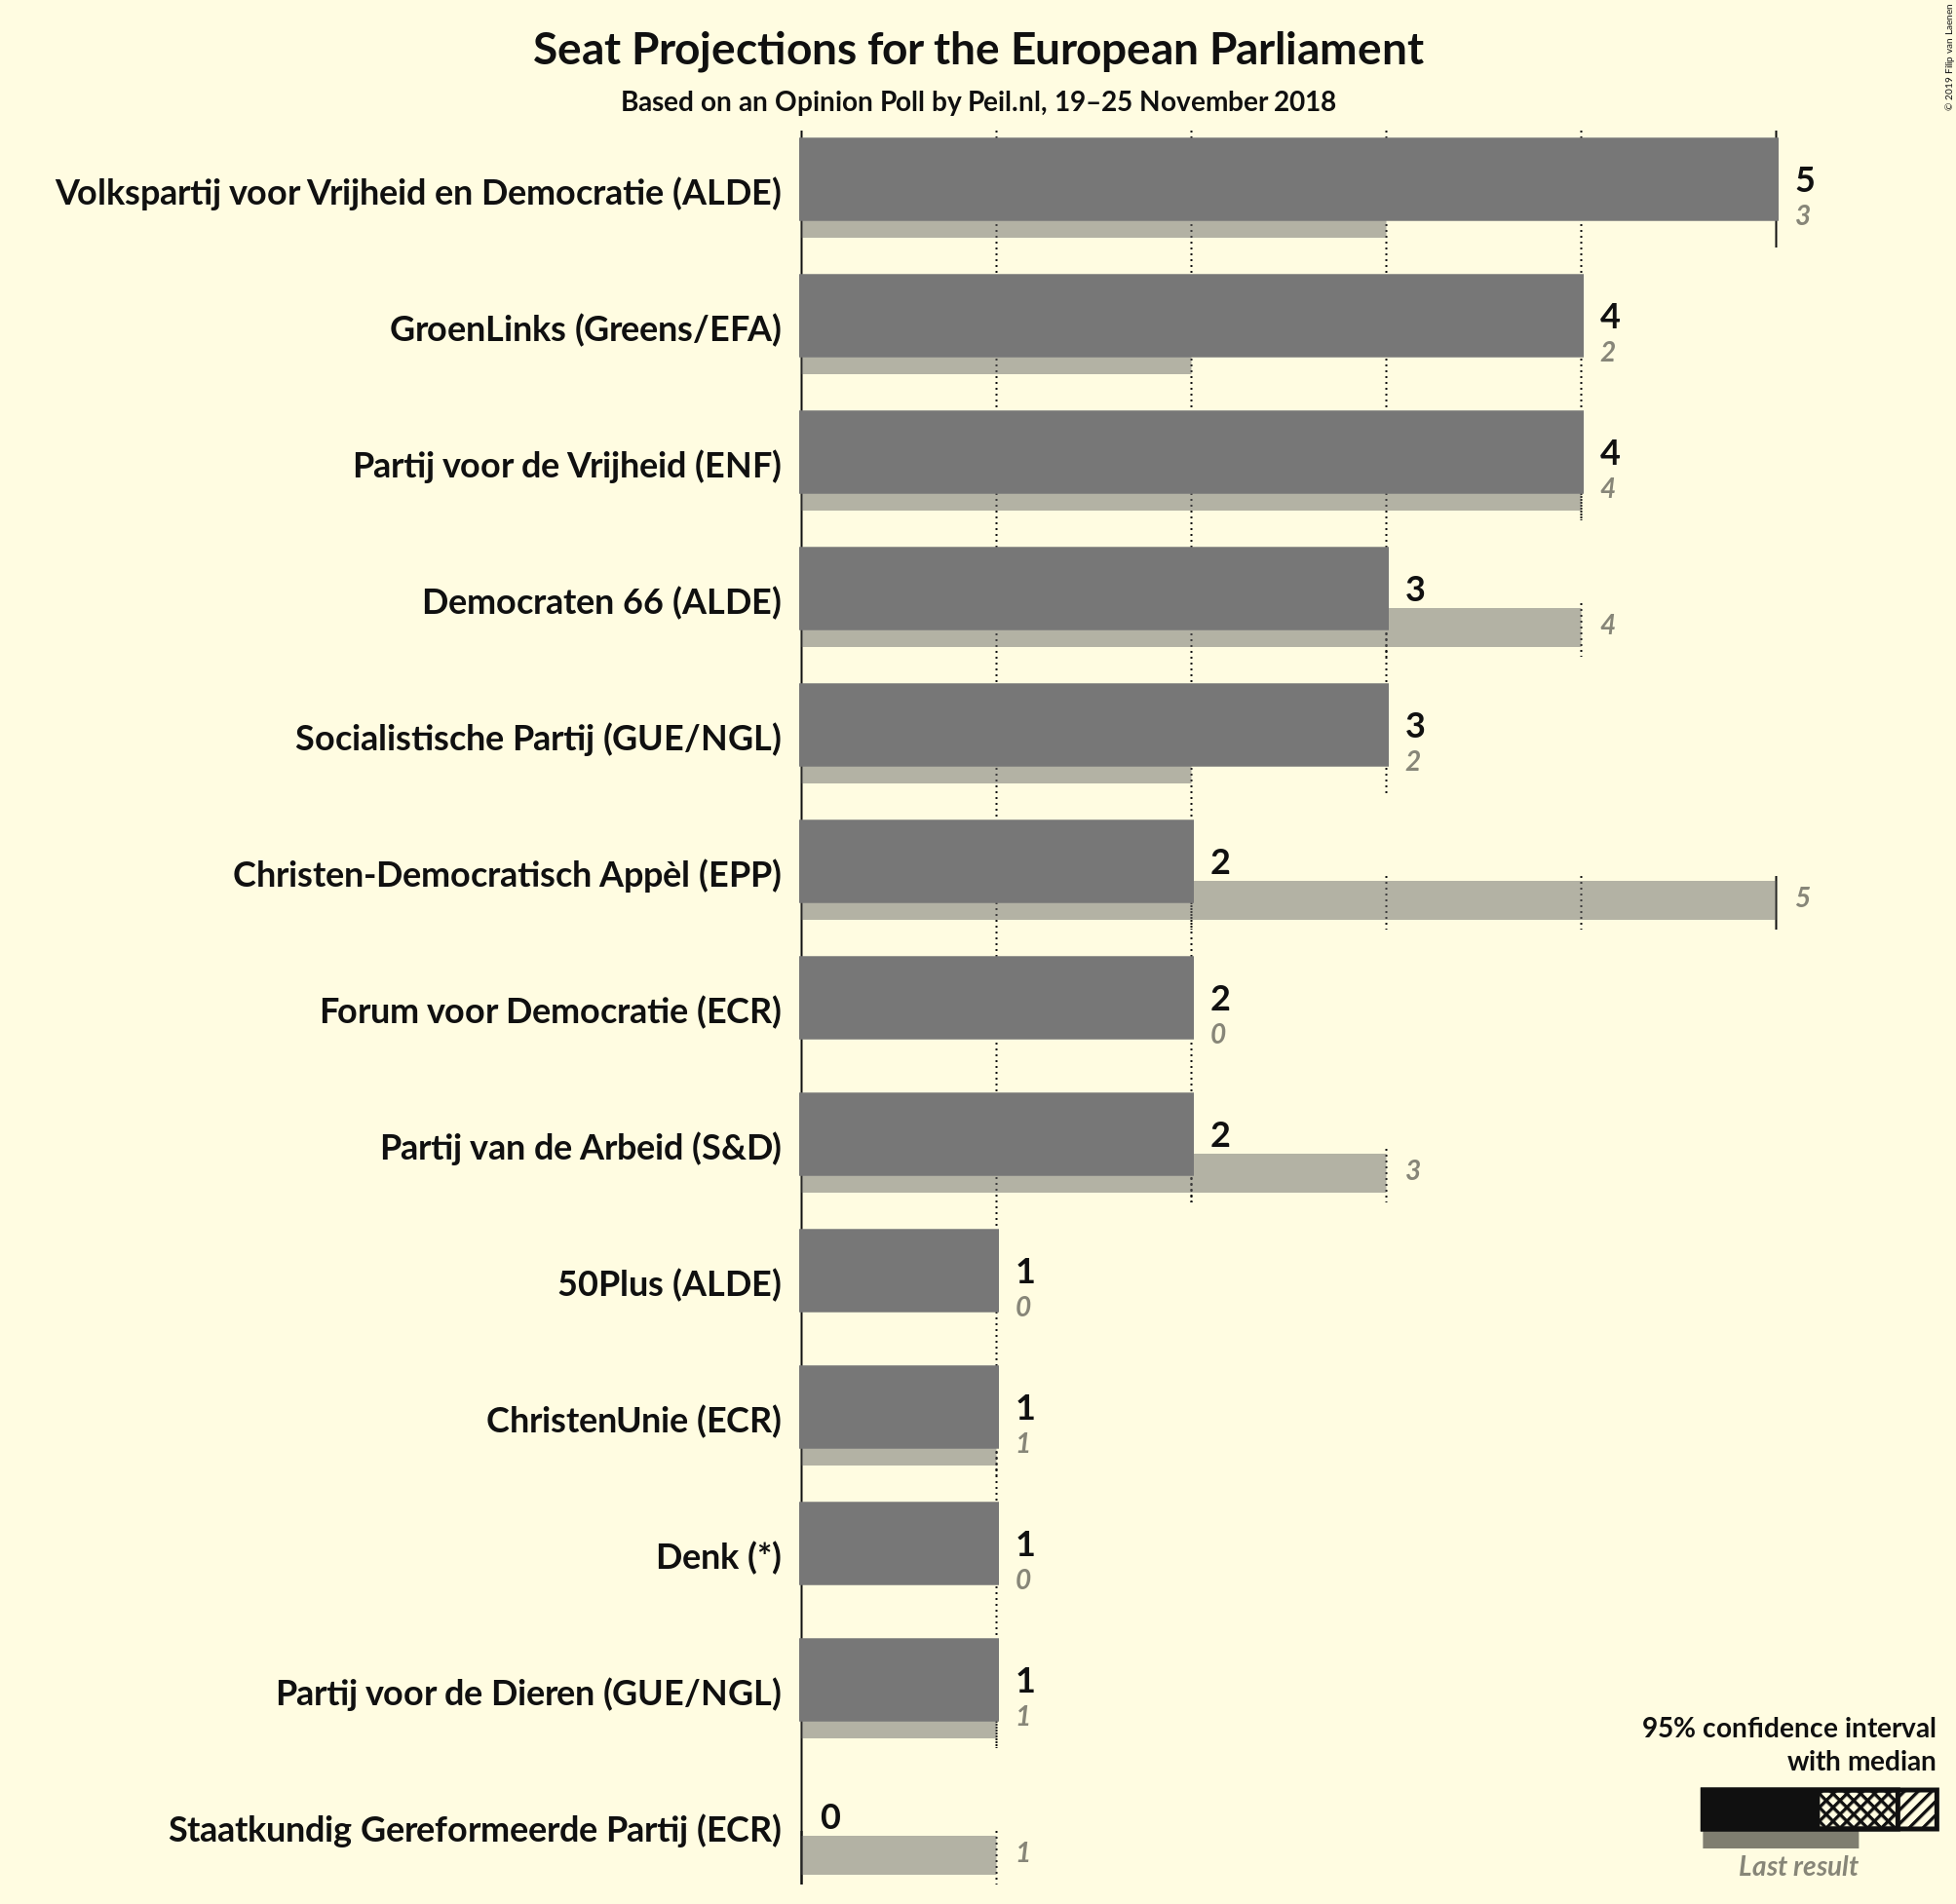 Seat Projections for the European Parliament
Based on an Opinion Poll by Peil.nl, 19–25 November 2018
© 2019 Filip van Laenen
Volkspartij voor Vrijheid en Democratie (ALDE)
5
3
GroenLinks (Greens/EFA)
4
2
Partij voor de Vrijheid (ENF)
4
4
Democraten 66 (ALDE)
3
4
Socialistische Partij (GUE/NGL)
3
2
Christen-Democratisch Appèl (EPP)
2
5
Forum voor Democratie (ECR)
2
0
Partij van de Arbeid (S&D)
2
3
50Plus (ALDE)
1
0
ChristenUnie (ECR)
1
1
Denk (*)
1
0
Partij voor de Dieren (GUE/NGL)
1
1
Staatkundig Gereformeerde Partij (ECR)
0
1
95% confidence interval
with median
Last result